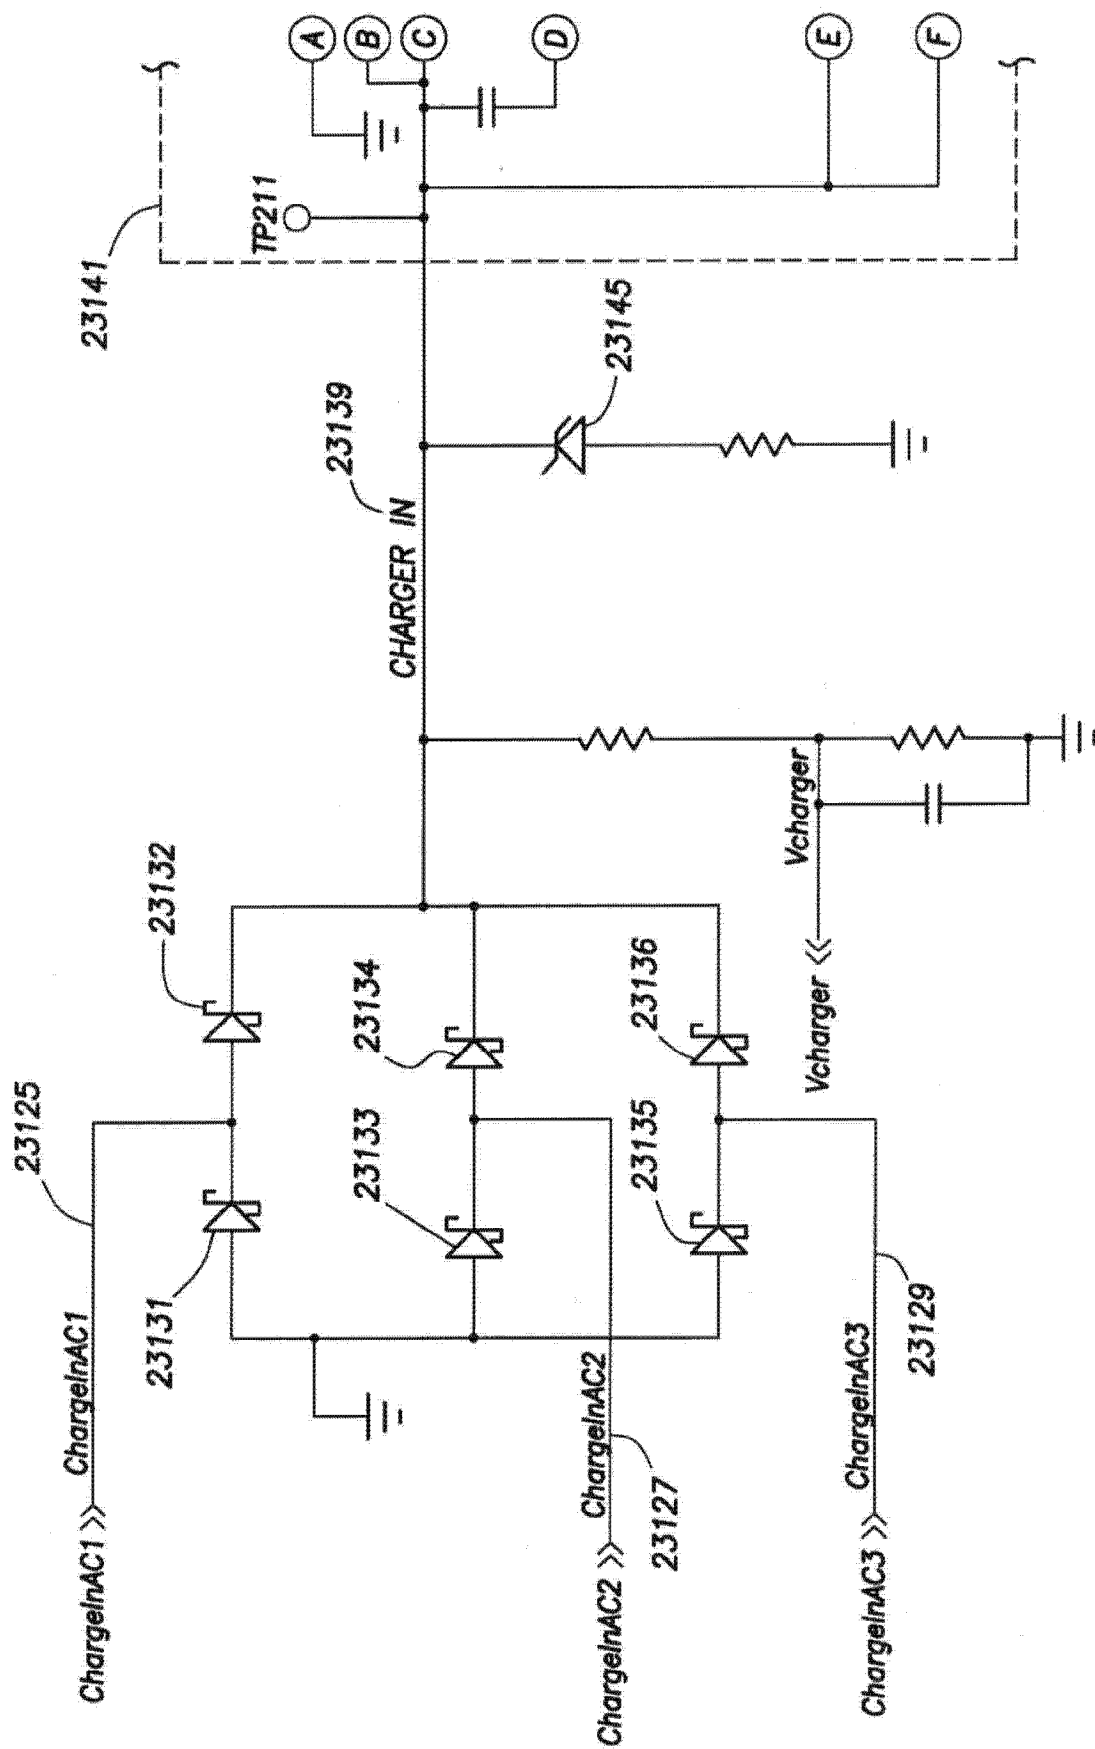 23125
23132
23141
TP211
A
B
C
D
E
F
ChargeInAC1 >>
ChargeInAC1
23131
23133
23134
CHARGER IN
23139
23145
ChargeInAC2 >>
ChargeInAC2
23127
23135
23136
Vcharger <<
Vcharger
ChargeInAC3 >>
ChargeInAC3
23129